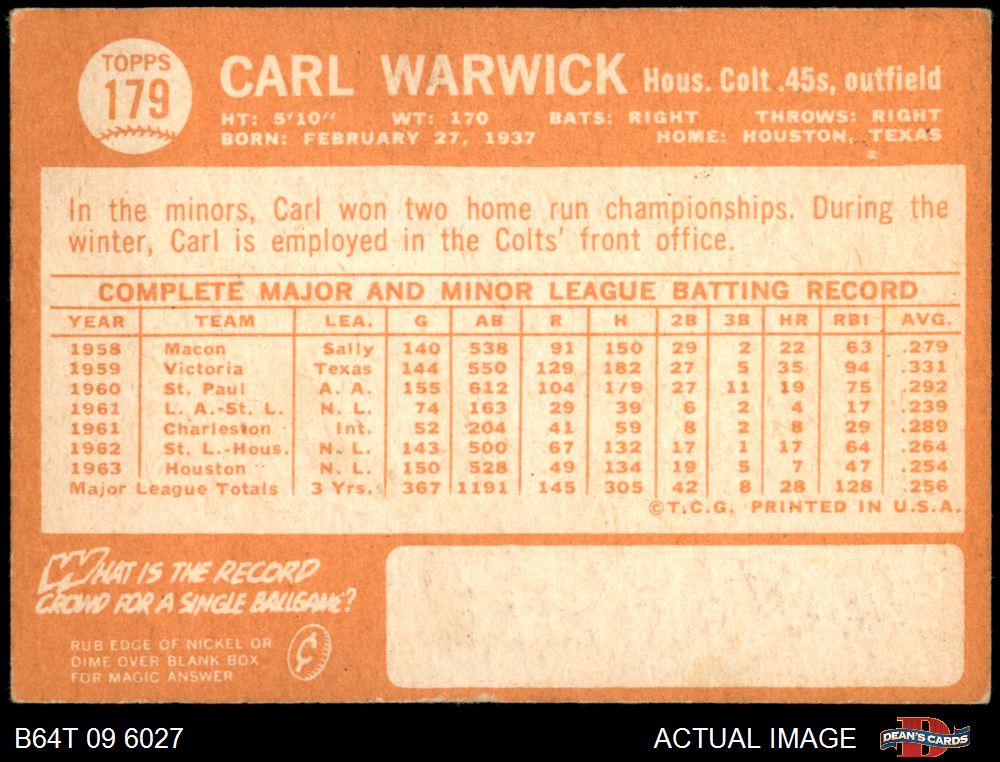 TOPPS
179
CARL WARWICK Hous. Colt .45s, outfield
HT: 5'10" WT: 170 BATS: RIGHT THROWS: RIGHT
BORN: FEBRUARY 27, 1937 HOME: HOUSTON, TEXAS
In the minors, Carl won two home run championships. During the
winter, Carl is employed in the Colts' front office.
COMPLETE MAJOR AND MINOR LEAGUE BATTING RECORD
YEAR TEAM LEA. G AB R H 2B 3B HR RBI AVG.
1958 Macon Sally 140 538 91 150 29 2 22 63 .279
1959 Victoria Texas 144 550 129 182 27 5 35 94 .331
1960 St. Paul A. A. 155 612 104 179 27 11 19 75 .292
1961 L. A.-St. L. N. L. 74 163 29 39 6 2 4 17 .239
1961 Charleston Int. 52 204 41 59 8 2 8 29 .289
1962 St. L.-Hous. N. L. 143 500 67 132 17 1 17 64 .264
1963 Houston N. L. 150 528 49 134 19 5 7 47 .254
Major League Totals 3 Yrs. 367 1191 145 305 42 8 28 128 .256
©T.C.G. PRINTED IN U.S.A.
WHAT IS THE RECORD
CROWD FOR A SINGLE BALLGAME?
RUB EDGE OF NICKEL OR
DIME OVER BLANK BOX
FOR MAGIC ANSWER
¢
B64T 09 6027 ACTUAL IMAGE DEAN'S CARDS